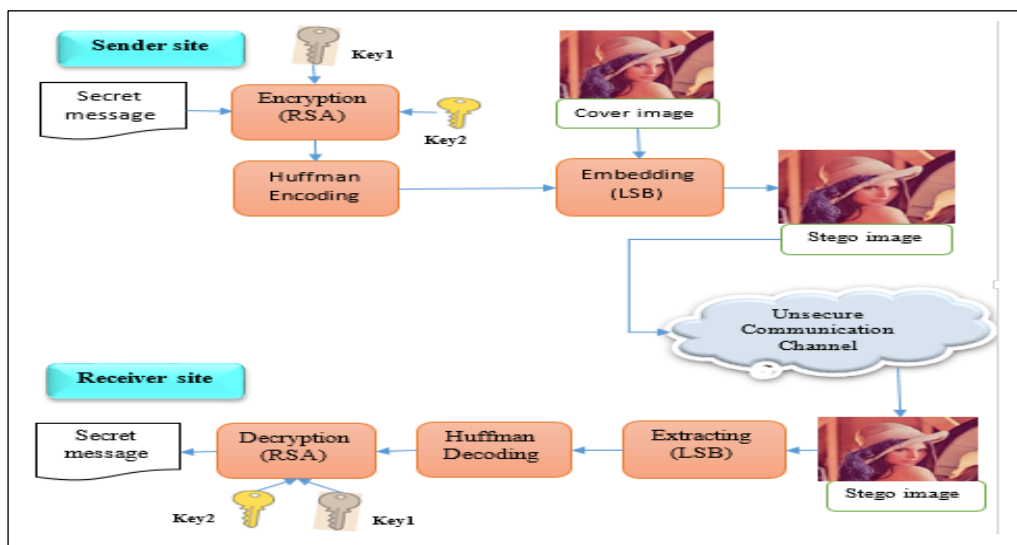 Sender site
Key1
Secret
message
Encryption
(RSA)
Key2
Cover image
Huffman
Encoding
Embedding
(LSB)
Stego image
Unsecure
Communication
Channel
Receiver site
Secret
message
Decryption
(RSA)
Huffman
Decoding
Extracting
(LSB)
Stego image
Key2
Key1